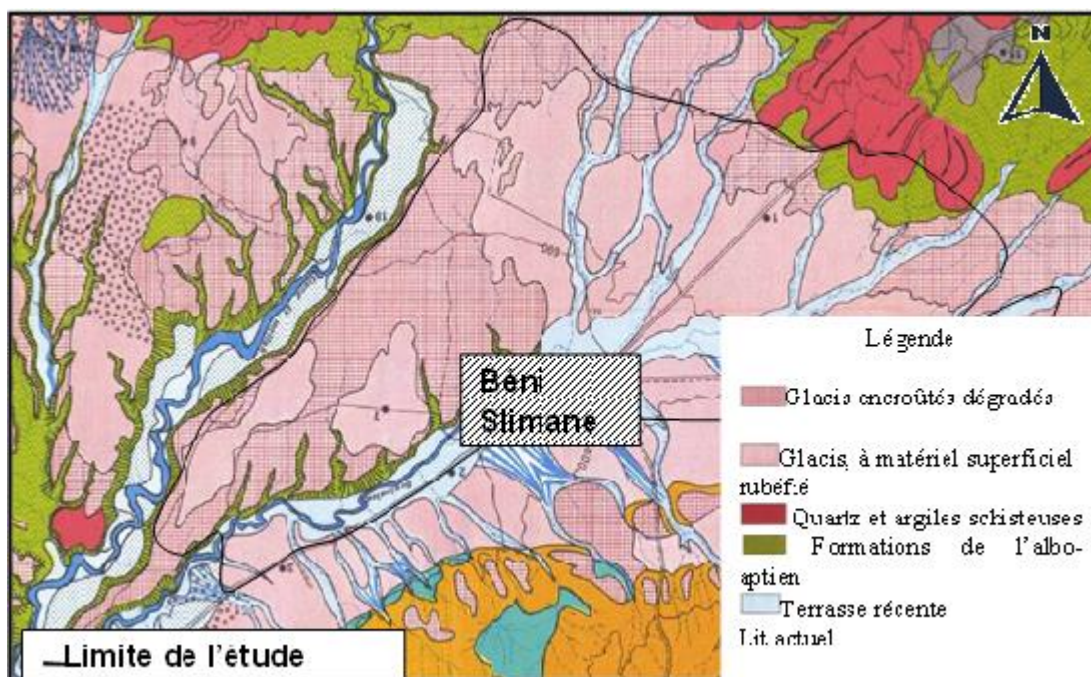 N
Béni
Slimane
Légende
Glacis encroûtés dégradés
Glacis, à matériel superficiel
rubéfié
Quartz et argiles schisteuses
Formations de l'albo-
aptien
Terrasse récente
Lit actuel
Limite de l'étude